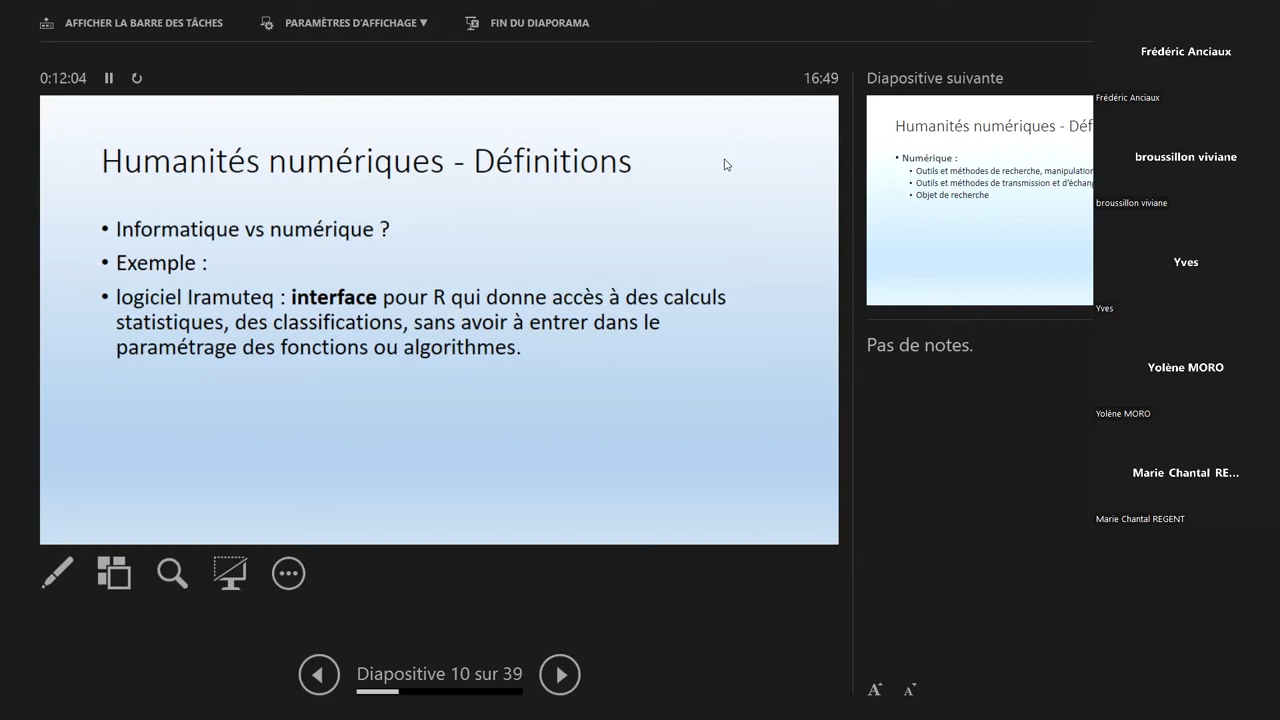 AFFICHER LA BARRE DES TÂCHES
PARAMÈTRES D'AFFICHAGE ▼
FIN DU DIAPORAMA
0:12:04
16:49
Humanités numériques - Définitions
• Informatique vs numérique ?
• Exemple :
• logiciel Iramuteq : interface pour R qui donne accès à des calculs
statistiques, des classifications, sans avoir à entrer dans le
paramétrage des fonctions ou algorithmes.
Diapositive 10 sur 39
Diapositive suivante
Humanités numériques - Déf
• Numérique :
• Outils et méthodes de recherche, manipulation
• Outils et méthodes de transmission et d'échan
• Objet de recherche
Pas de notes.
A A
Frédéric Anciaux
Frédéric Anciaux
broussillon viviane
broussillon viviane
Yves
Yves
Yolène MORO
Yolène MORO
Marie Chantal RE...
Marie Chantal REGENT